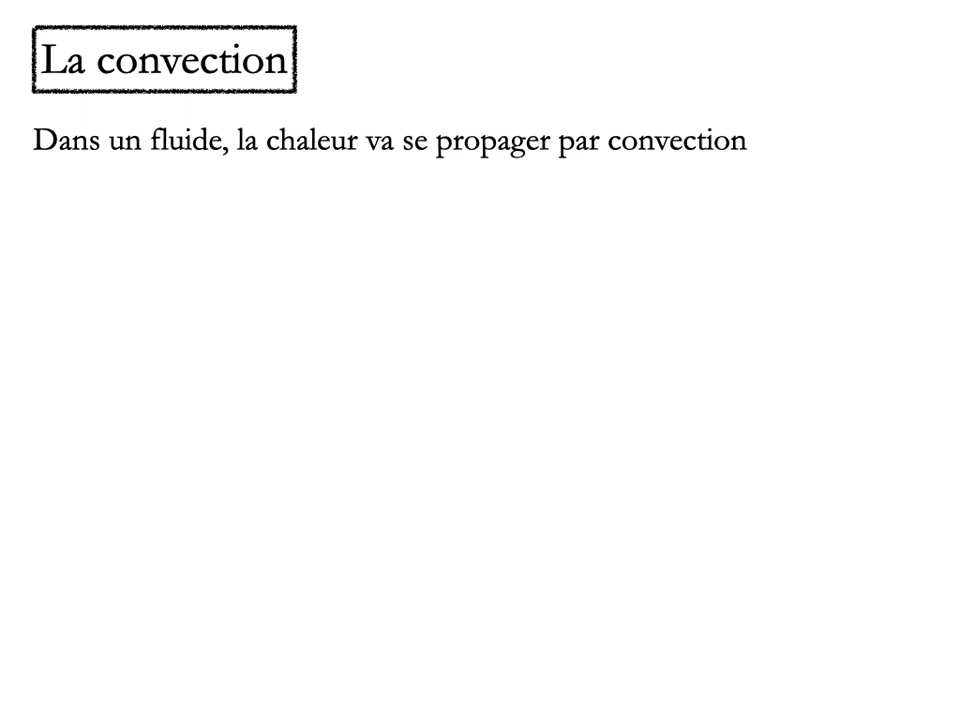 La convection
Dans un fluide, la chaleur va se propager par convection